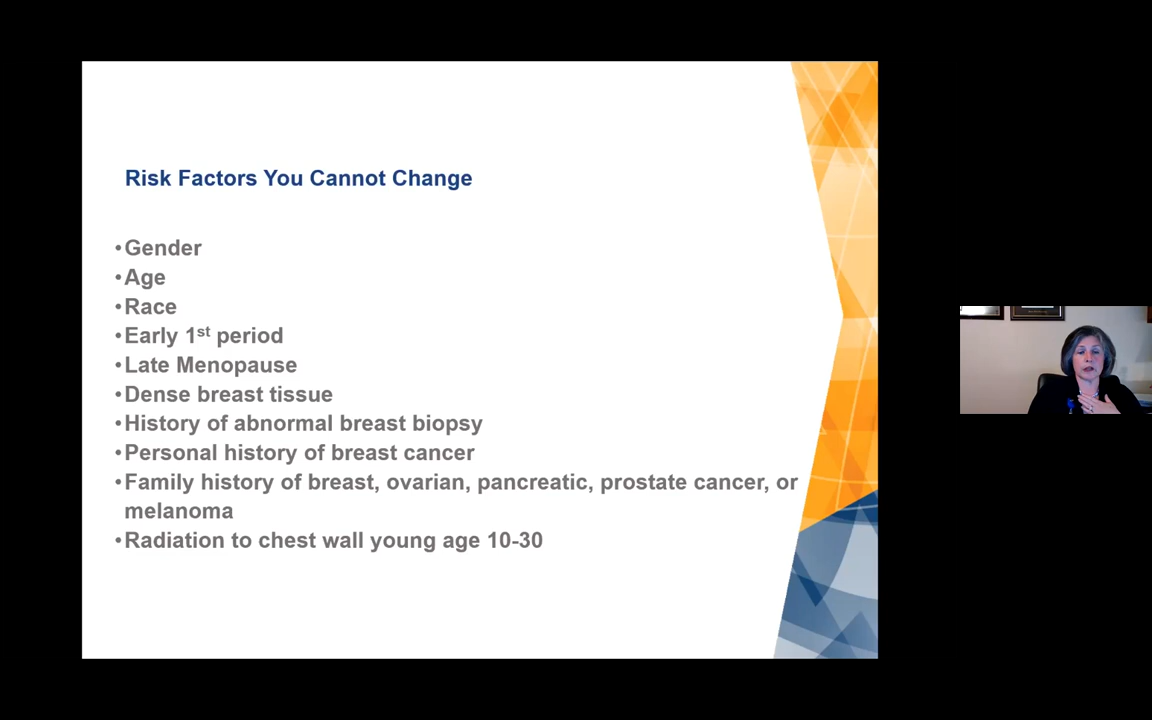 Risk Factors You Cannot Change
•Gender
•Age
•Race
•Early 1st period
•Late Menopause
•Dense breast tissue
•History of abnormal breast biopsy
•Personal history of breast cancer
•Family history of breast, ovarian, pancreatic, prostate cancer, or
melanoma
•Radiation to chest wall young age 10-30